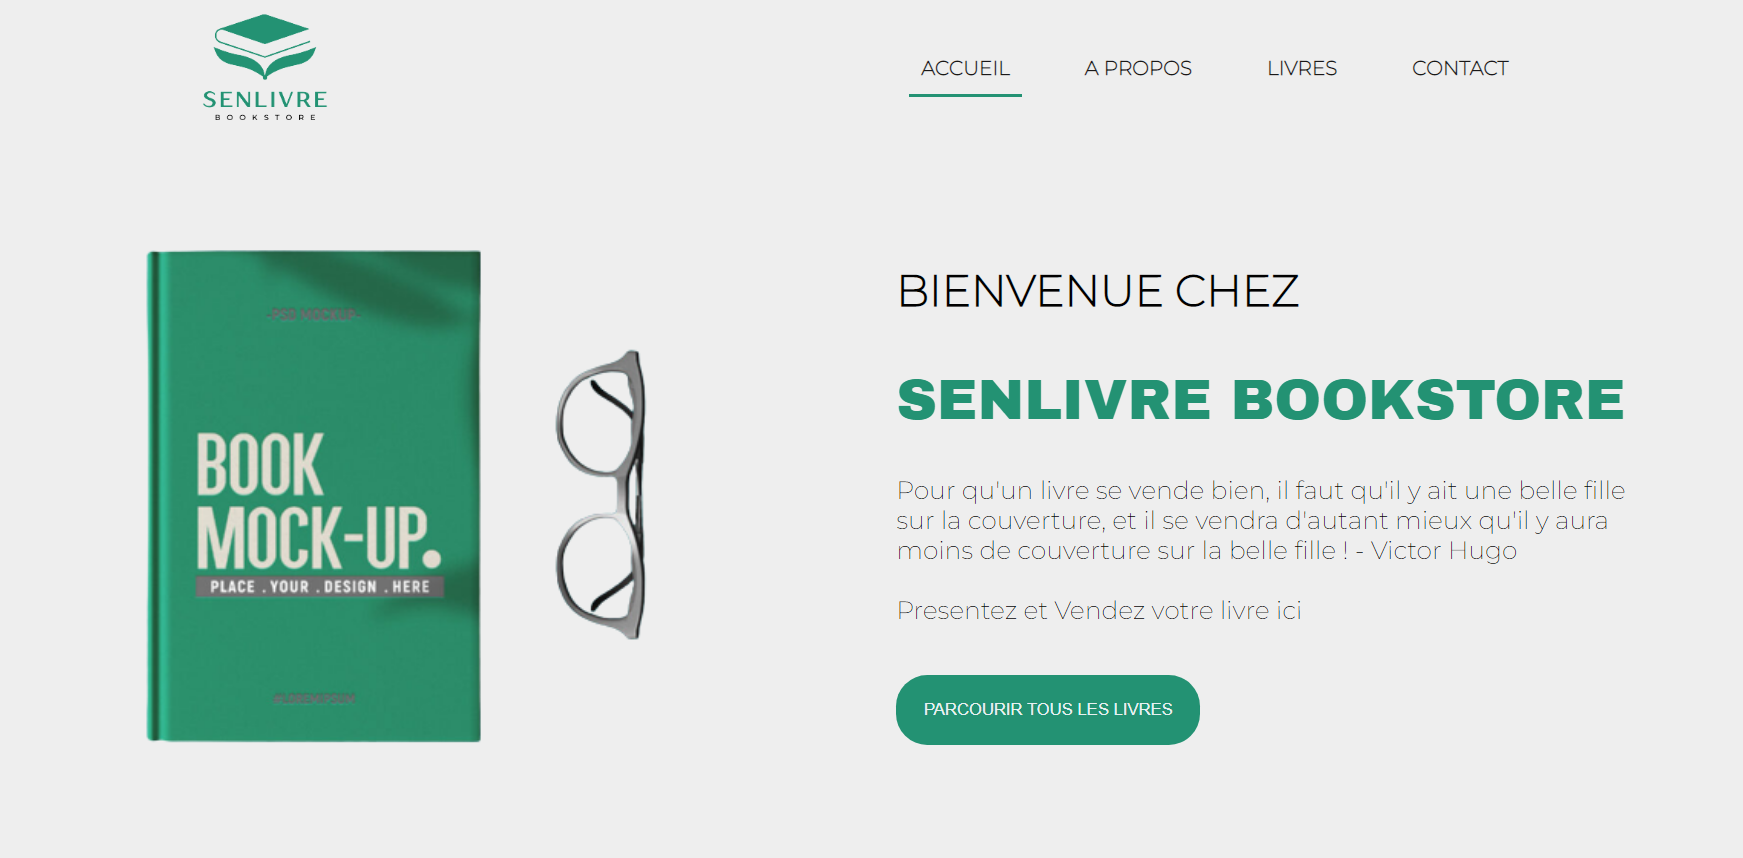 SENLIVRE
BOOKSTORE
ACCUEIL
A PROPOS
LIVRES
CONTACT
-PSD MOCKUP-
BOOK
MOCK-UP.
PLACE . YOUR . DESIGN . HERE
#LOREMIPSUM
BIENVENUE CHEZ
SENLIVRE BOOKSTORE
Pour qu'un livre se vende bien, il faut qu'il y ait une belle fille
sur la couverture, et il se vendra d'autant mieux qu'il y aura
moins de couverture sur la belle fille ! - Victor Hugo
Presentez et Vendez votre livre ici
PARCOURIR TOUS LES LIVRES